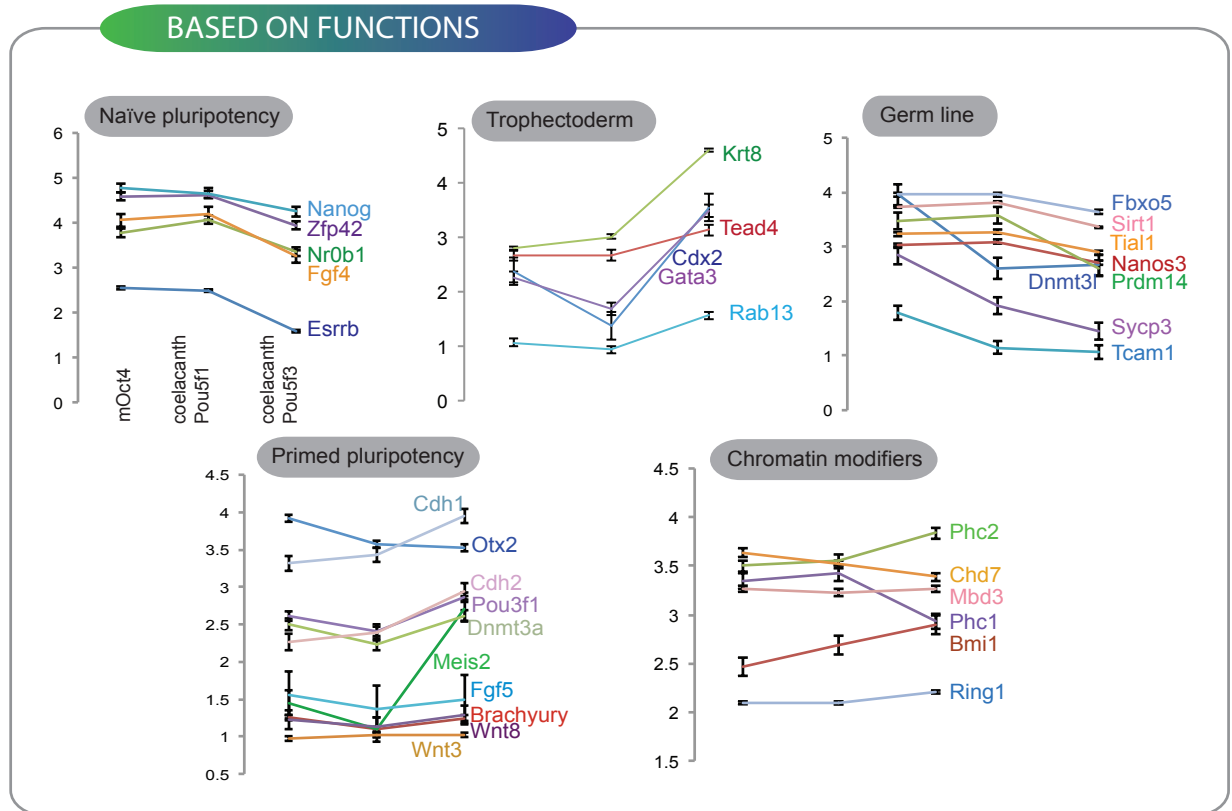 BASED ON FUNCTIONS
Naïve pluripotency
6
5
4
3
2
1
0
Nanog
Zfp42
Nr0b1
Fgf4
Esrrb
mOct4
coelacanth
Pou5f1
coelacanth
Pou5f3
Trophectoderm
5
4
3
2
1
0
Krt8
Tead4
Cdx2
Gata3
Rab13
Germ line
5
4
3
2
1
0
Fbxo5
Sirt1
Tial1
Nanos3
Dnmt3l
Prdm14
Sycp3
Tcam1
Primed pluripotency
4.5
4
3.5
3
2.5
2
1.5
1
0.5
Cdh1
Otx2
Cdh2
Pou3f1
Dnmt3a
Meis2
Fgf5
Brachyury
Wnt8
Wnt3
Chromatin modifiers
4.5
4
3.5
3
2.5
2
1.5
Phc2
Chd7
Mbd3
Phc1
Bmi1
Ring1